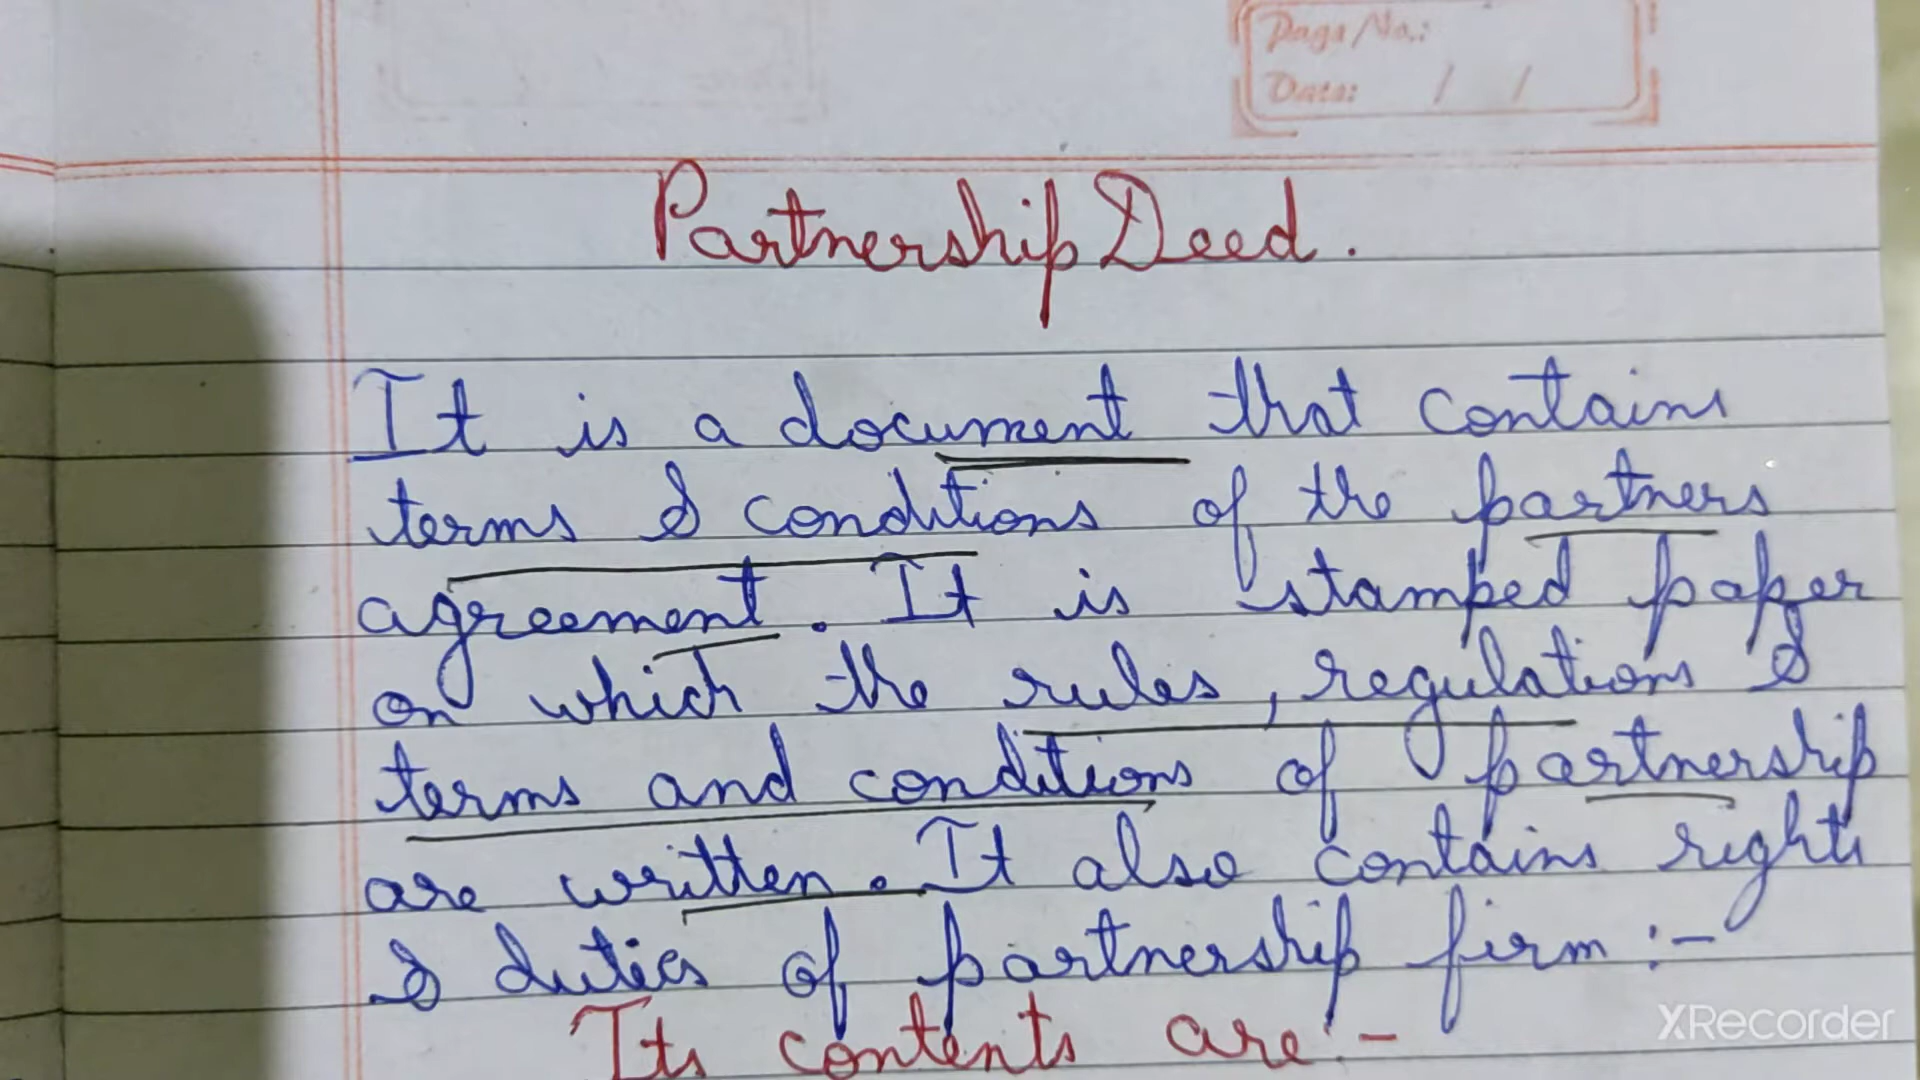 Page No.:
Date: / /
Partnership Deed.
It is a document that contains
terms & conditions of the partners
agreement. It is stamped paper
on which the rules, regulations &
terms and conditions of partnership
are written. It also contains rights
& duties of partnership firm :-
Its contents are :-
XRecorder